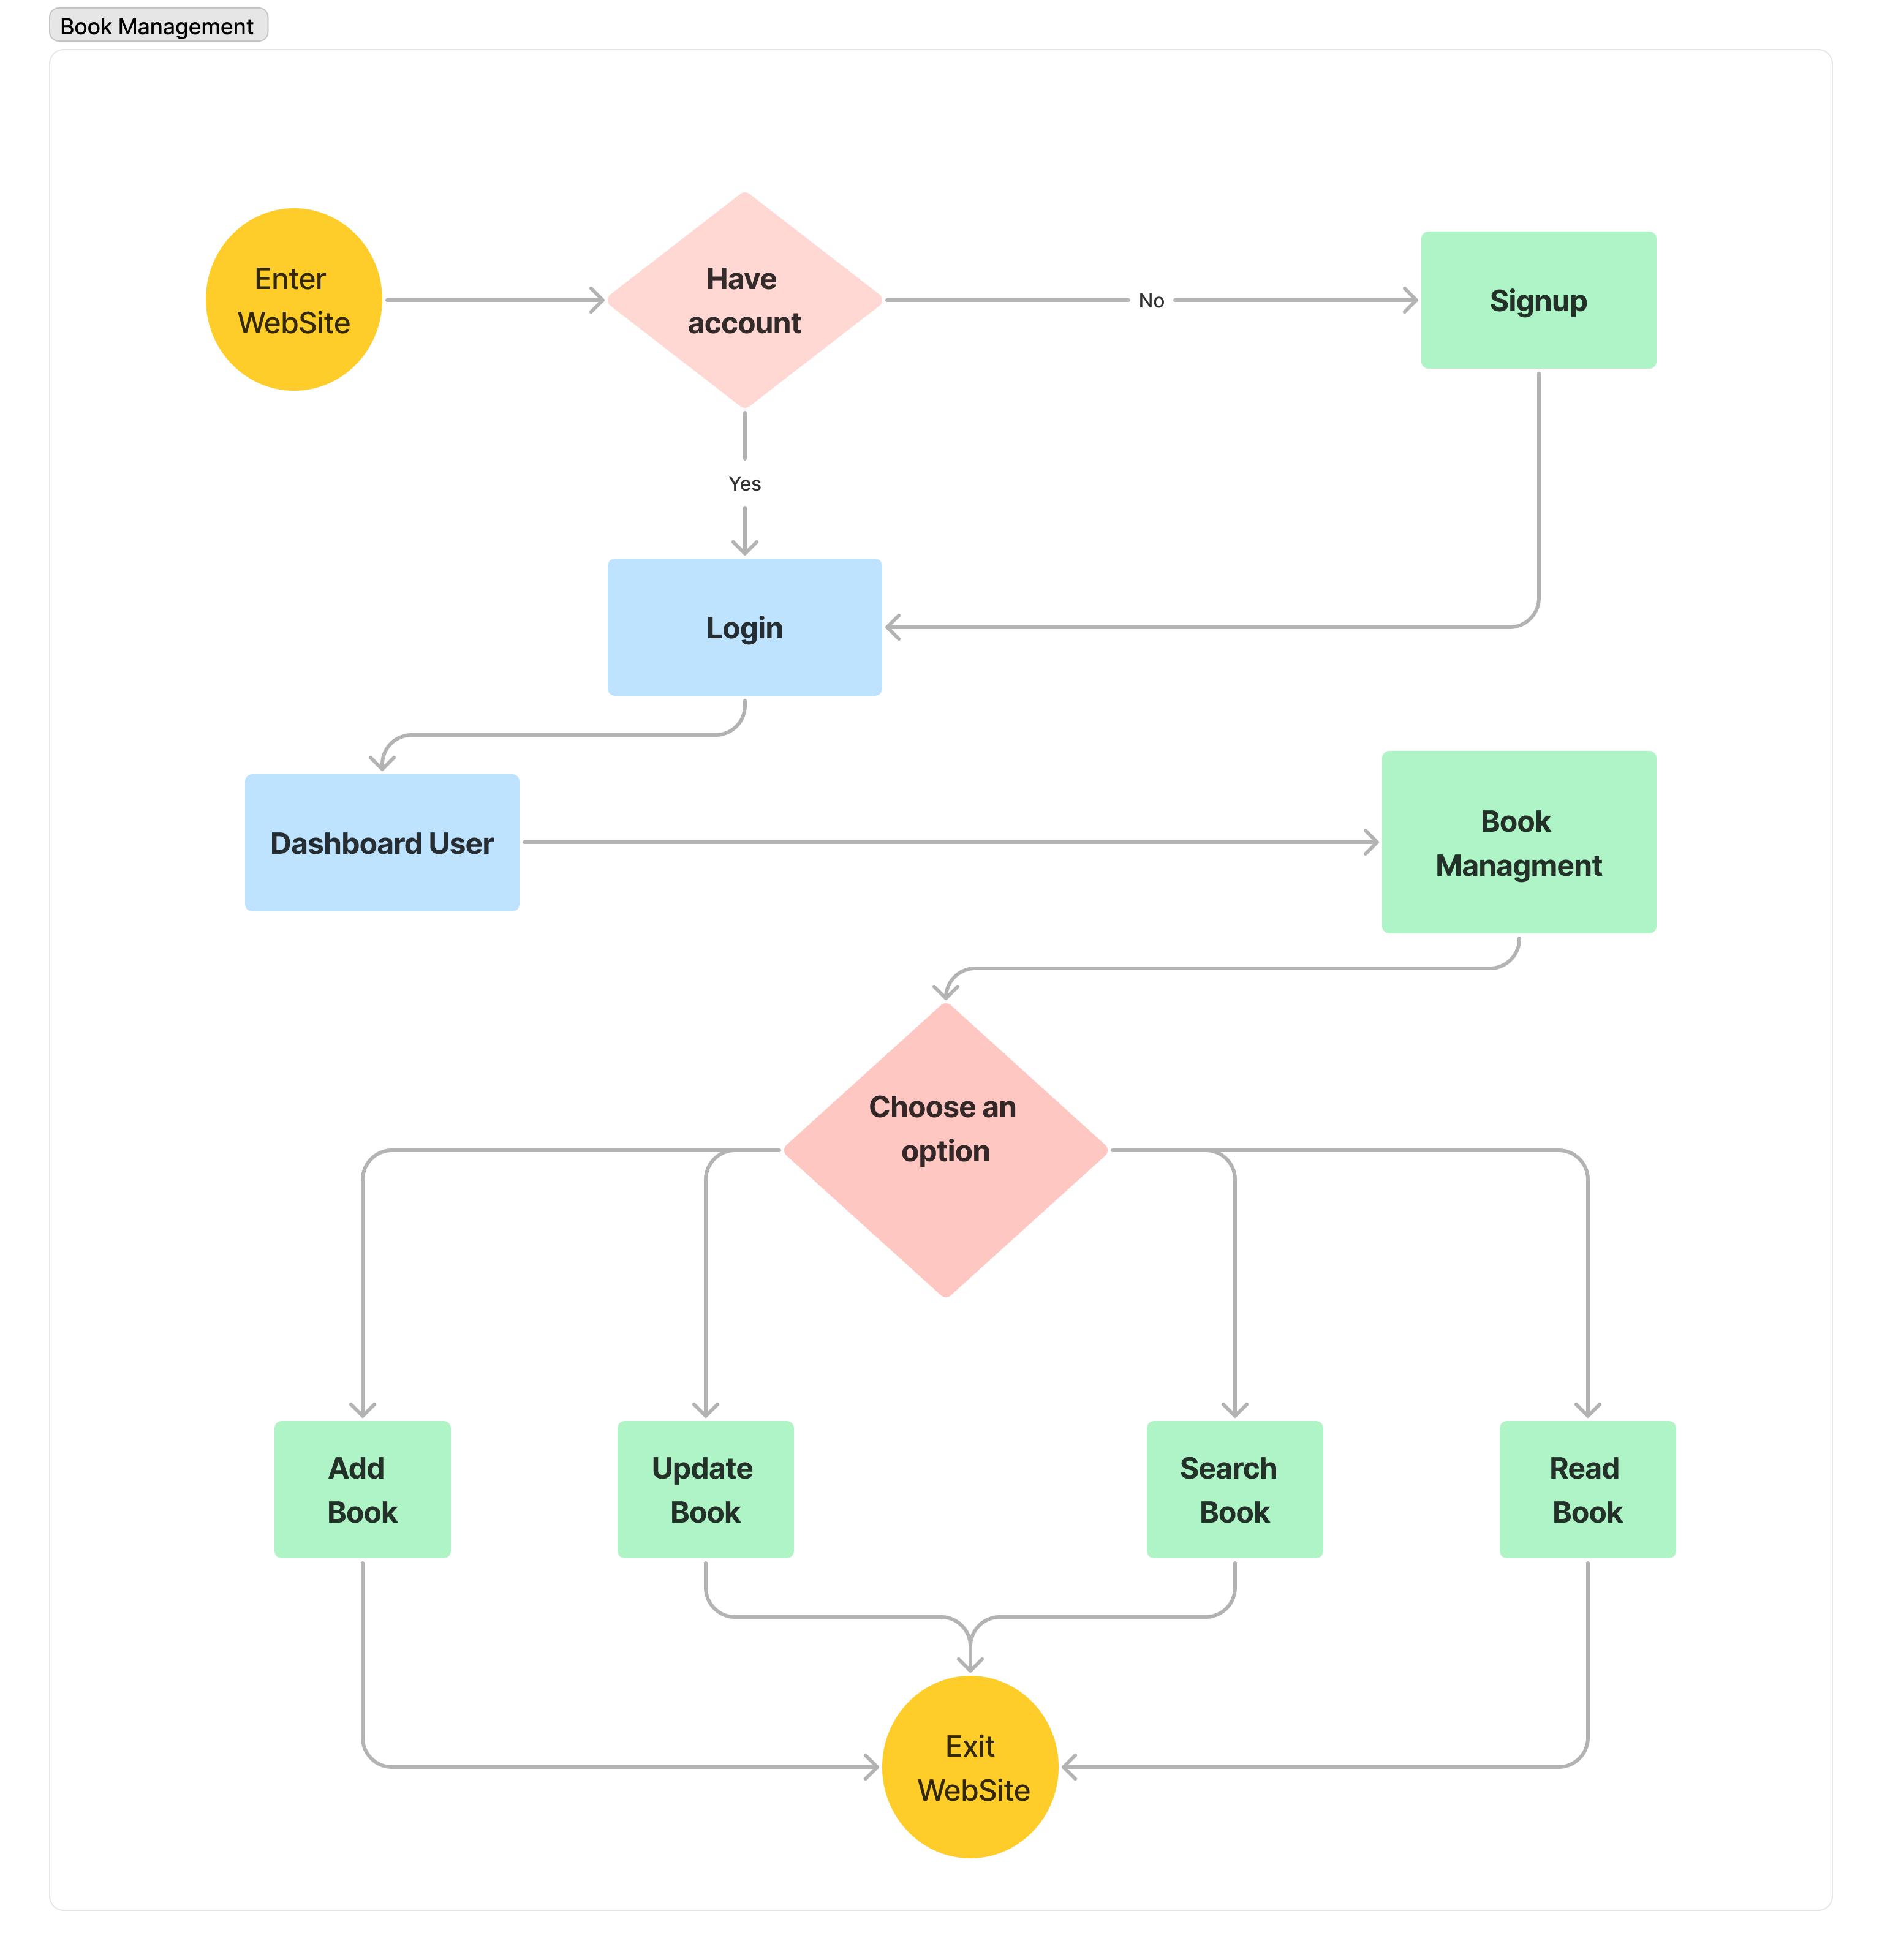 Book Management
Enter
WebSite
Have
account
No
Signup
Yes
Login
Dashboard User
Book
Managment
Choose an
option
Add
Book
Update
Book
Search
Book
Read
Book
Exit
WebSite